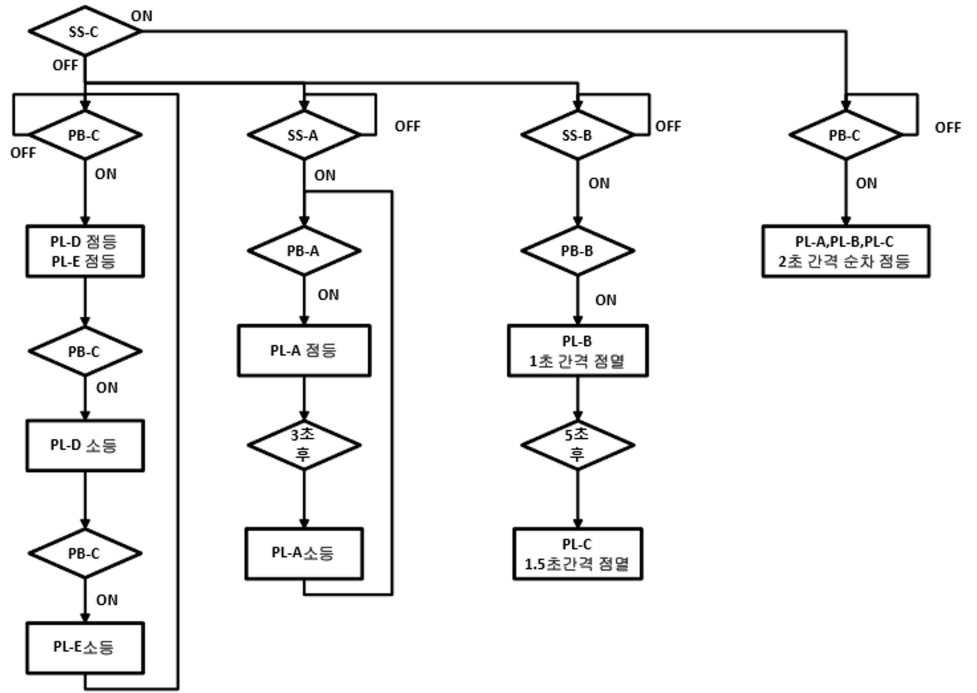 SS-C
ON
OFF
PB-C
OFF
ON
PL-D 점등
PL-E 점등
PB-C
ON
PL-D 소등
PB-C
ON
PL-E소등
SS-A
OFF
ON
PB-A
ON
PL-A 점등
3초
후
PL-A소등
SS-B
OFF
ON
PB-B
ON
PL-B
1초 간격 점멸
5초
후
PL-C
1.5초간격 점멸
PB-C
OFF
ON
PL-A,PL-B,PL-C
2초 간격 순차 점등